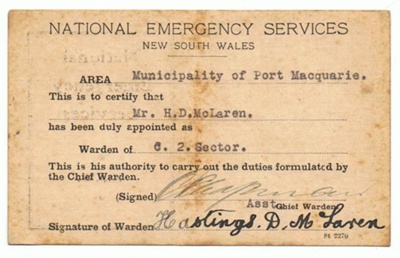 NATIONAL EMERGENCY SERVICES
NEW SOUTH WALES
AREA Municipality of Port Macquarie.
This is to certify that
Mr. H.D.McLaren.
has been duly appointed as
Warden of C. 2. Sector.
This is his authority to carry out the duties formulated by
the Chief Warden.
(Signed)
Asst. Chief Warden
Signature of Warden Hastings. D. McLaren
St 2270